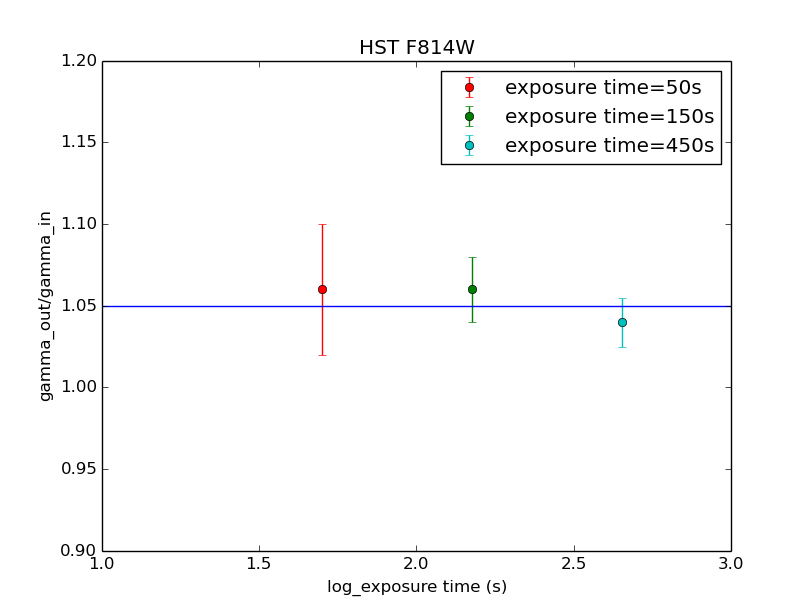 HST F814W
exposure time=50s
exposure time=150s
exposure time=450s
gamma_out/gamma_in
1.20
1.15
1.10
1.05
1.00
0.95
0.90
1.0 1.5 2.0 2.5 3.0
log_exposure time (s)